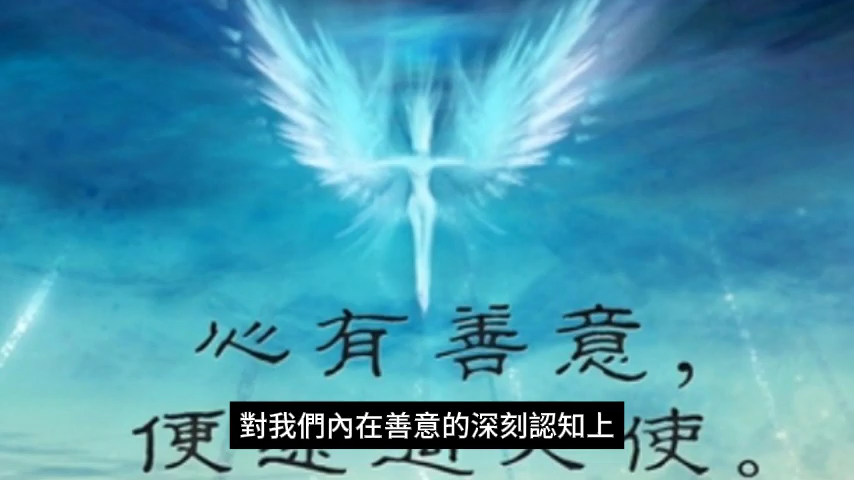 心有善意，
便 使。
對我們內在善意的深刻認知上